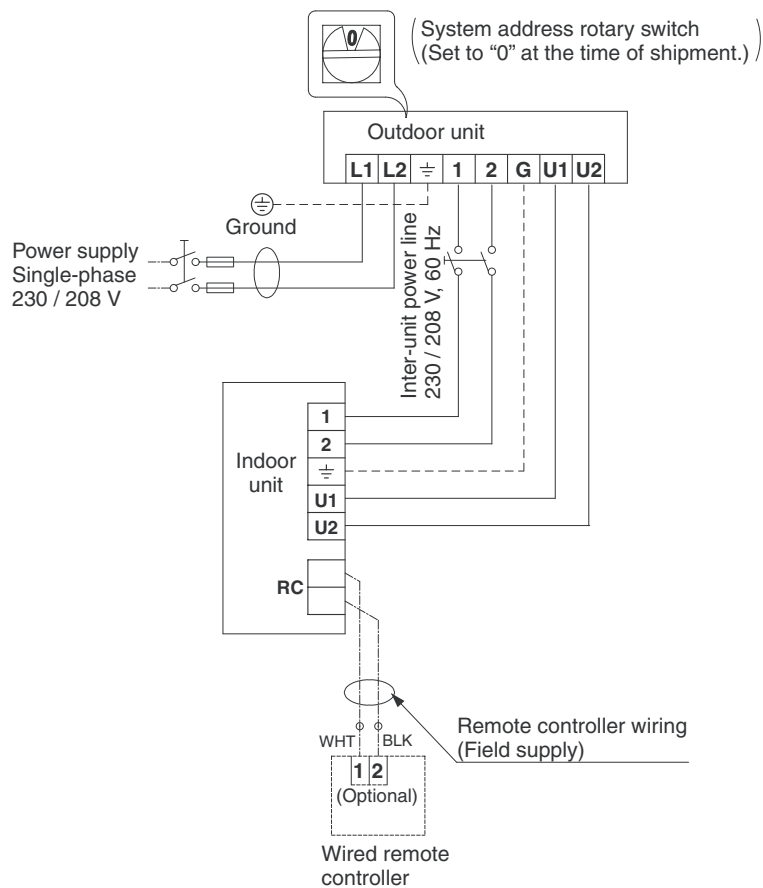 0
System address rotary switch
(Set to “0” at the time of shipment.)
Outdoor unit
L1 L2 1 2 G U1 U2
Ground
Power supply
Single-phase
230 / 208 V
Inter-unit power line
230 / 208 V, 60 Hz
Indoor
unit
1
2
U1
U2
RC
Remote controller wiring
(Field supply)
WHT BLK
1 2
(Optional)
Wired remote
controller